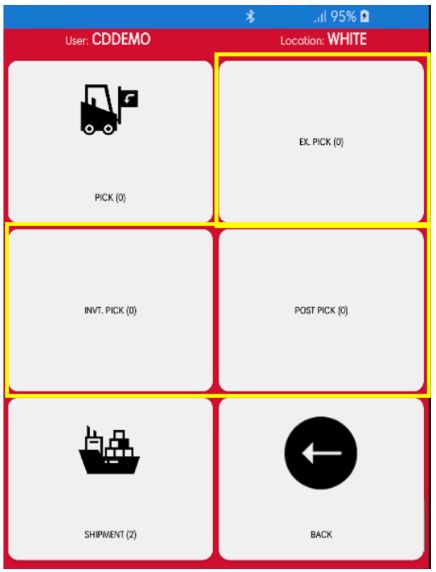 95%
User: CDDEMO Location: WHITE
PICK (0)
EX. PICK (0)
INVT. PICK (0)
POST PICK (0)
SHIPMENT (2)
BACK